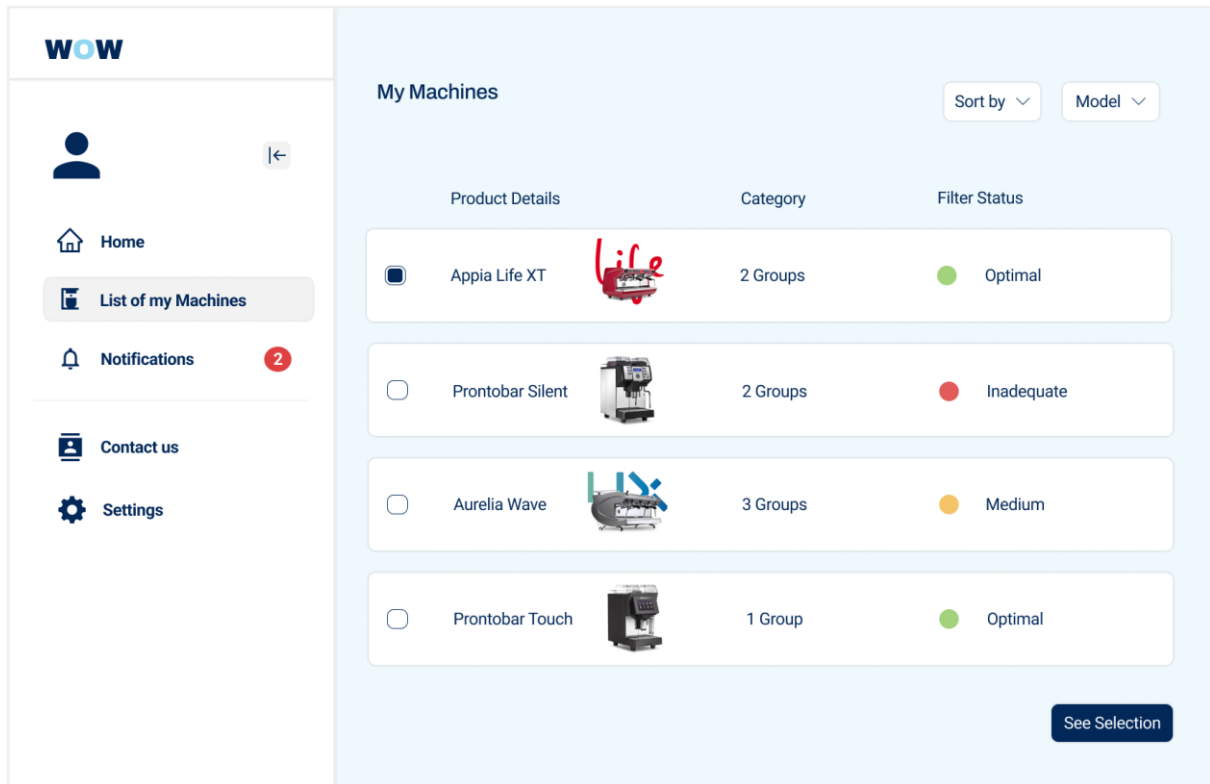 WOW
My Machines
Sort by
Model
Home
List of my Machines
Notifications 2
Contact us
Settings
Product Details Category Filter Status
Appia Life XT Life 2 Groups Optimal
Prontobar Silent 2 Groups Inadequate
Aurelia Wave 3 Groups Medium
Prontobar Touch 1 Group Optimal
See Selection